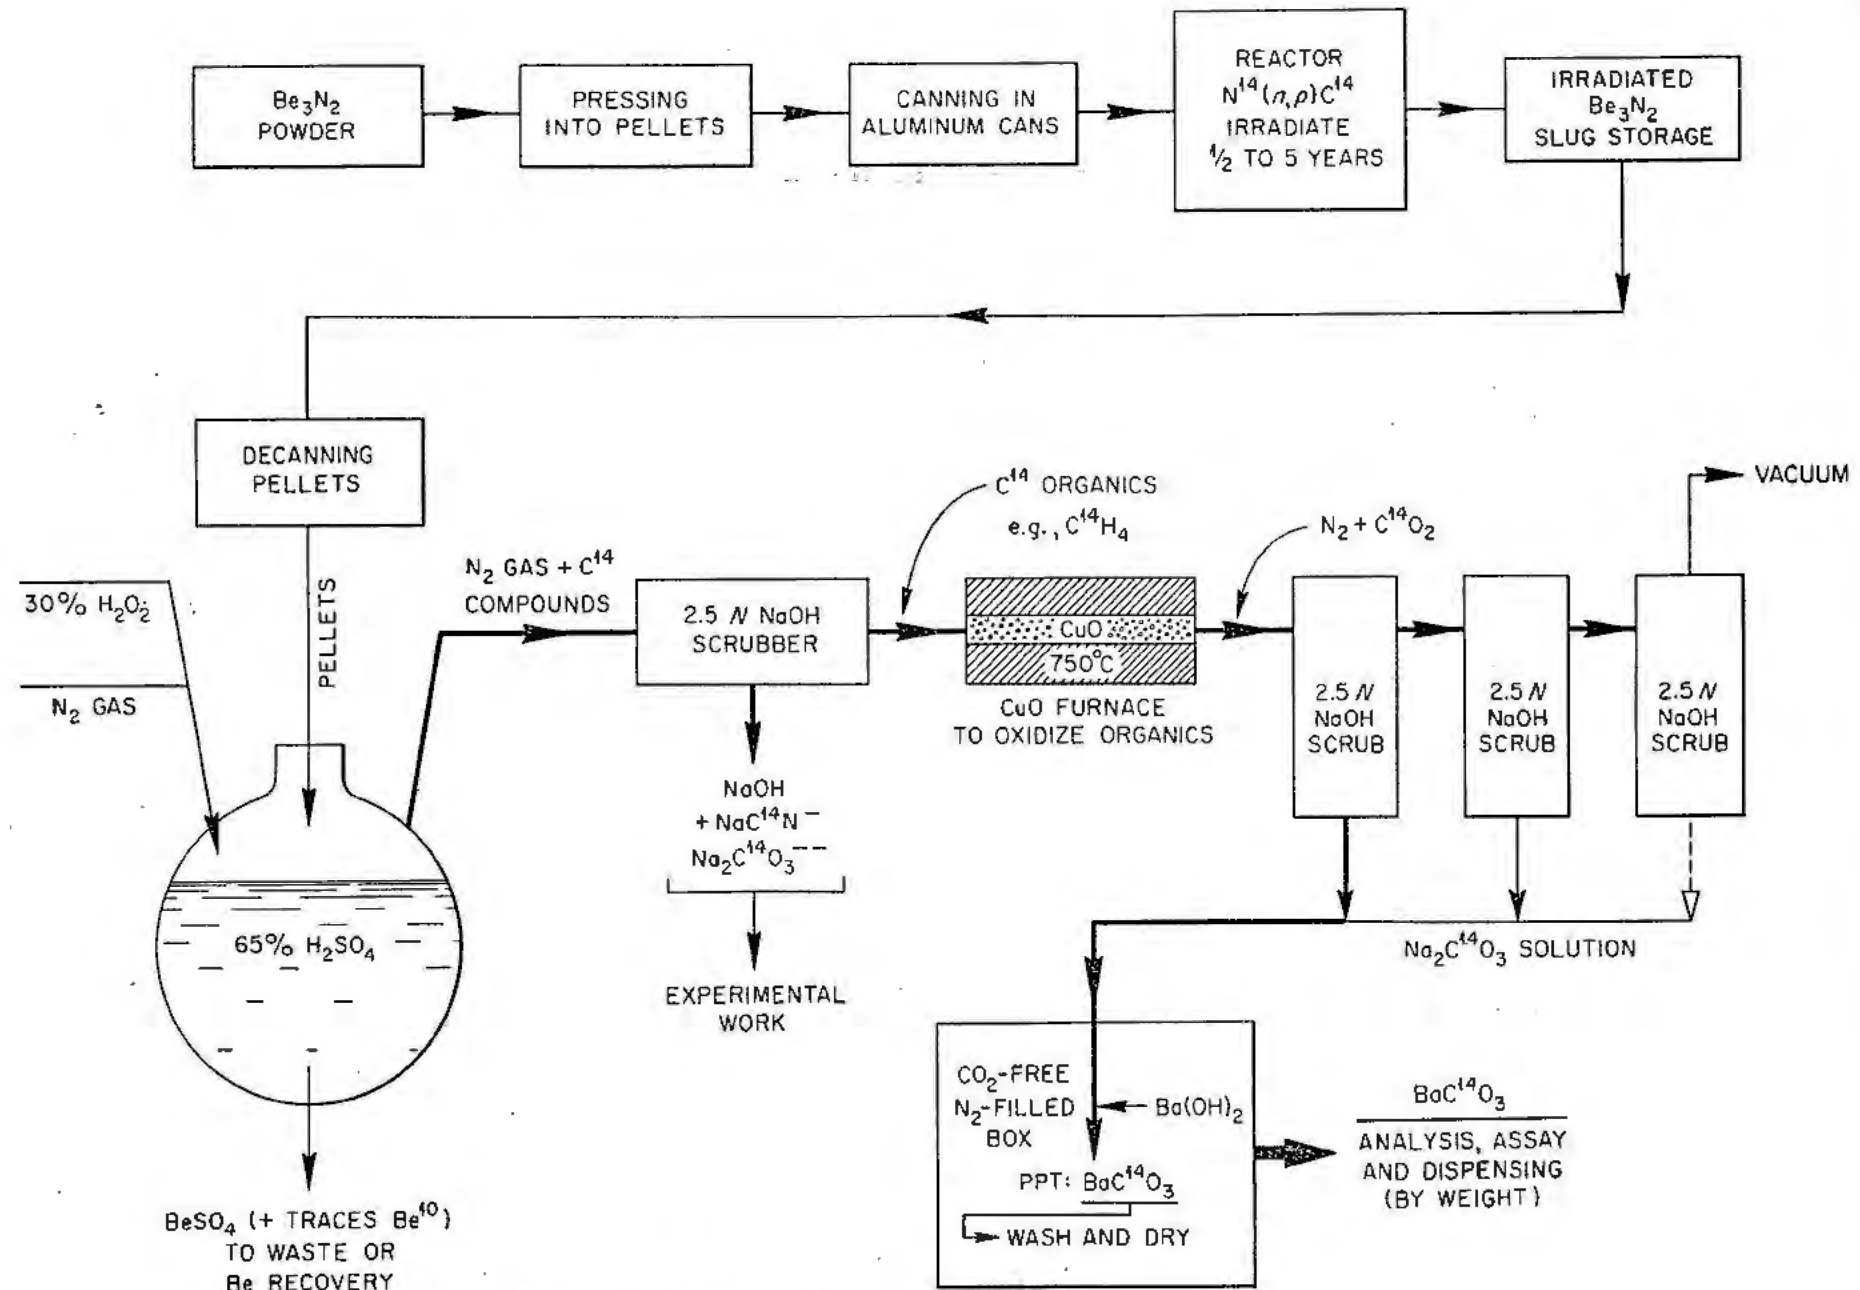 Be₃N₂
POWDER
PRESSING
INTO PELLETS
CANNING IN
ALUMINUM CANS
REACTOR
N¹⁴(n,p)C¹⁴
IRRADIATE
½ TO 5 YEARS
IRRADIATED
Be₃N₂
SLUG STORAGE
DECANNING
PELLETS
PELLETS
30% H₂O₂
N₂ GAS
65% H₂SO₄
BeSO₄ (+ TRACES Be¹⁰)
TO WASTE OR
Be RECOVERY
N₂ GAS + C¹⁴
COMPOUNDS
2.5 N NaOH
SCRUBBER
NaOH
+ NaC¹⁴N⁻
Na₂C¹⁴O₃⁻⁻
EXPERIMENTAL
WORK
C¹⁴ ORGANICS
e.g., C¹⁴H₄
CuO
750°C
CuO FURNACE
TO OXIDIZE ORGANICS
N₂ + C¹⁴O₂
2.5 N
NaOH
SCRUB
2.5 N
NaOH
SCRUB
2.5 N
NaOH
SCRUB
VACUUM
Na₂C¹⁴O₃ SOLUTION
CO₂-FREE
N₂-FILLED
BOX
Ba(OH)₂
PPT: BaC¹⁴O₃
WASH AND DRY
BaC¹⁴O₃
ANALYSIS, ASSAY
AND DISPENSING
(BY WEIGHT)